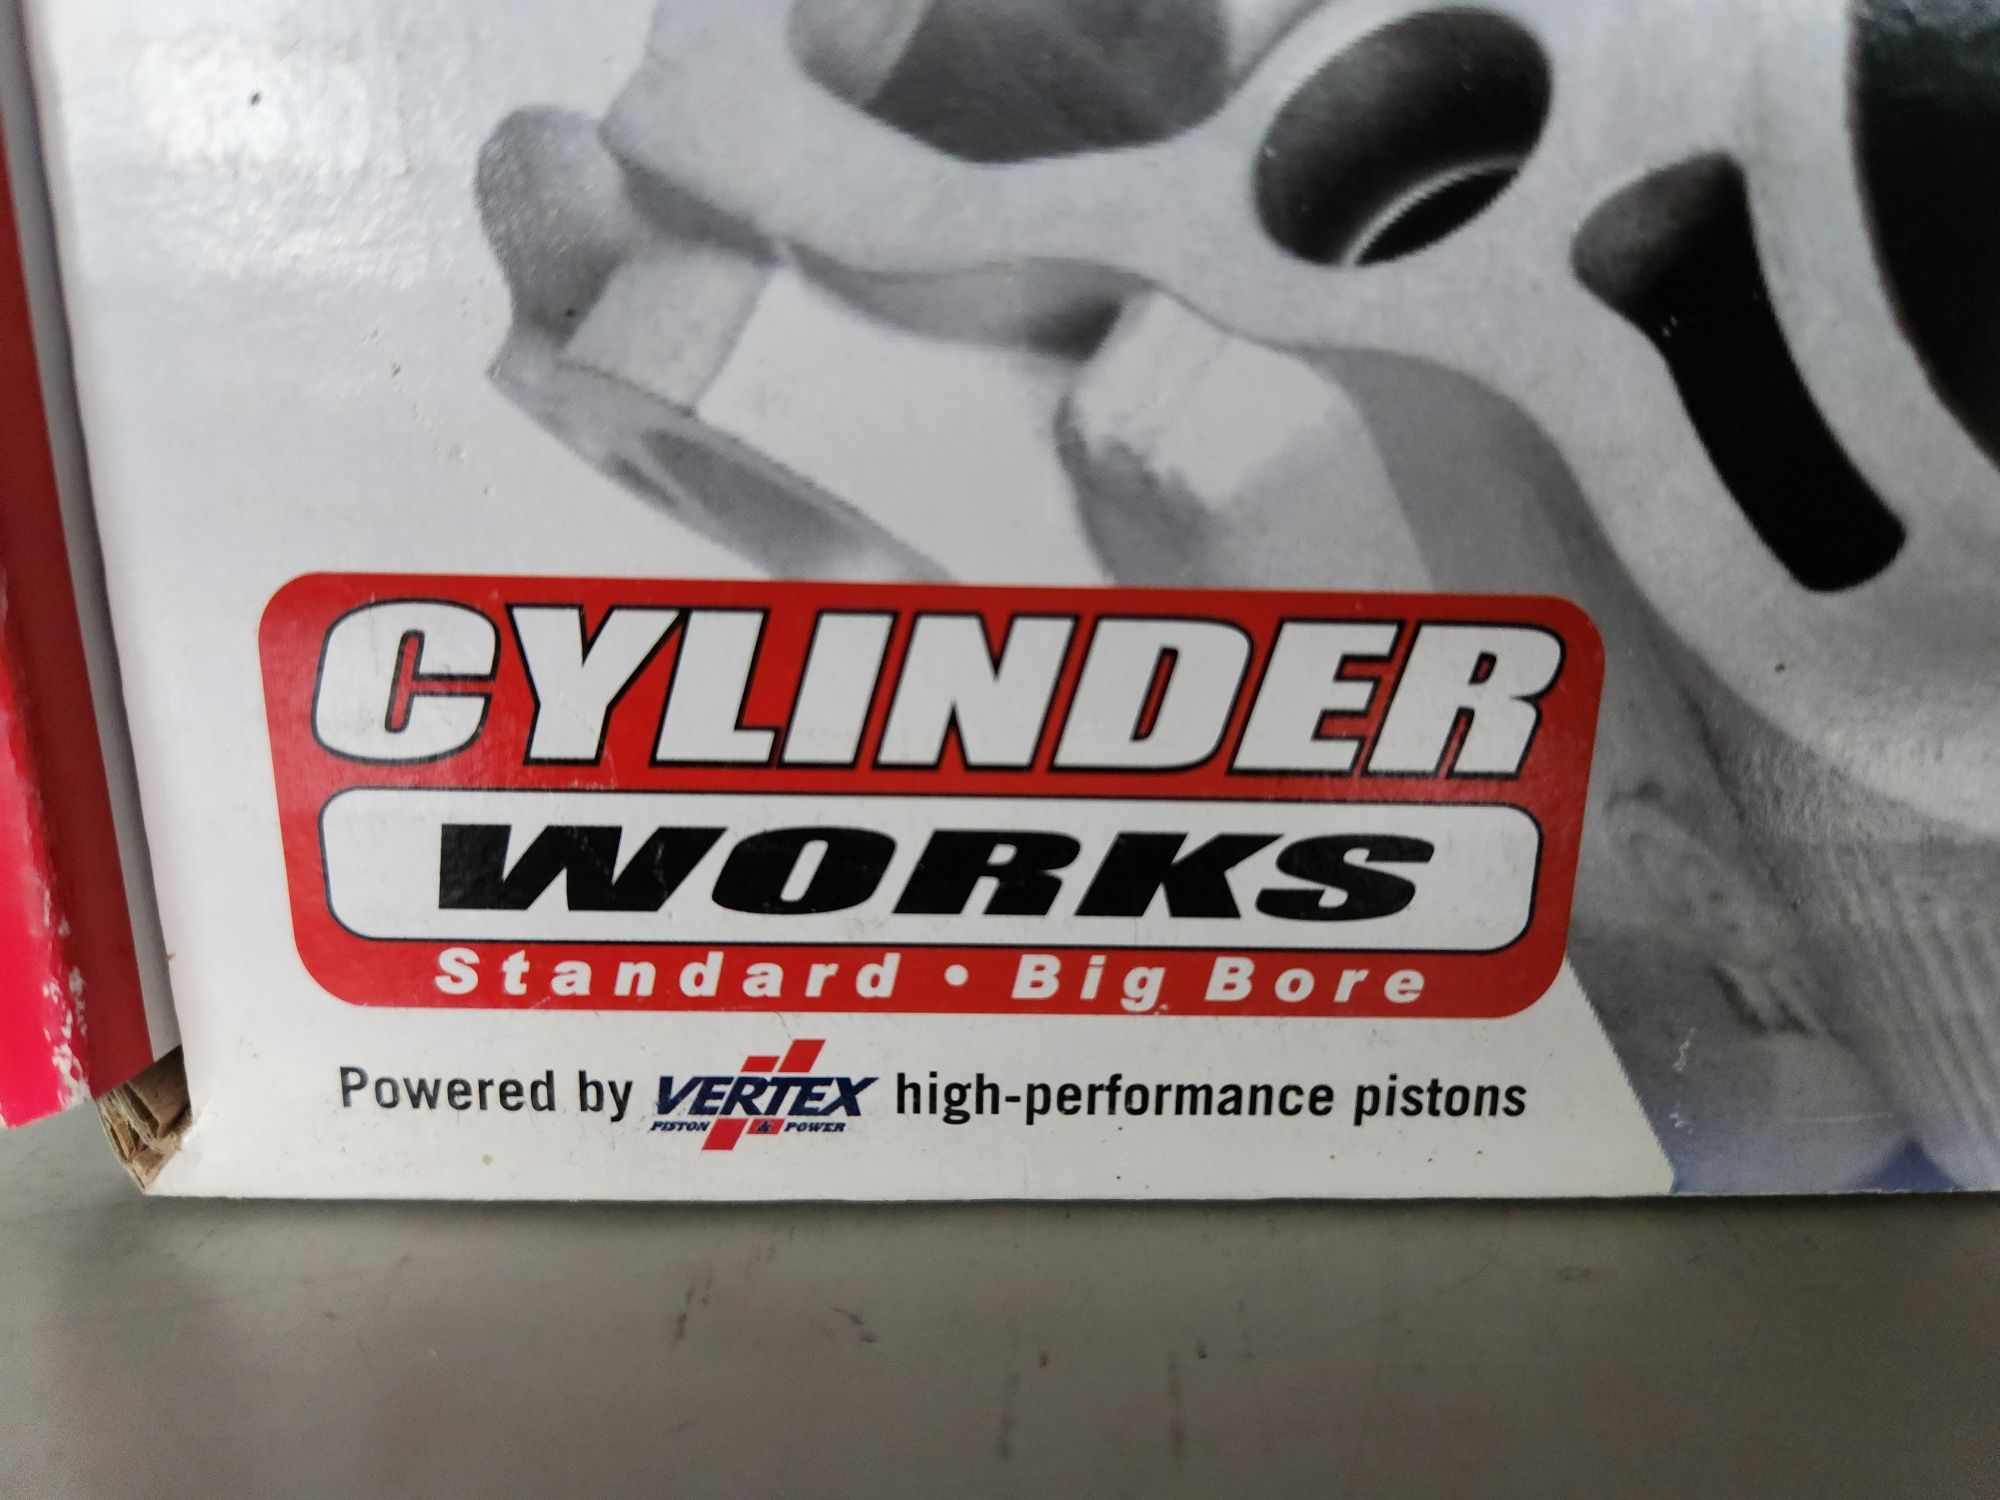 CYLINDER
WORKS
Standard • Big Bore
Powered by VERTEX high-performance pistons
PISTON & POWER